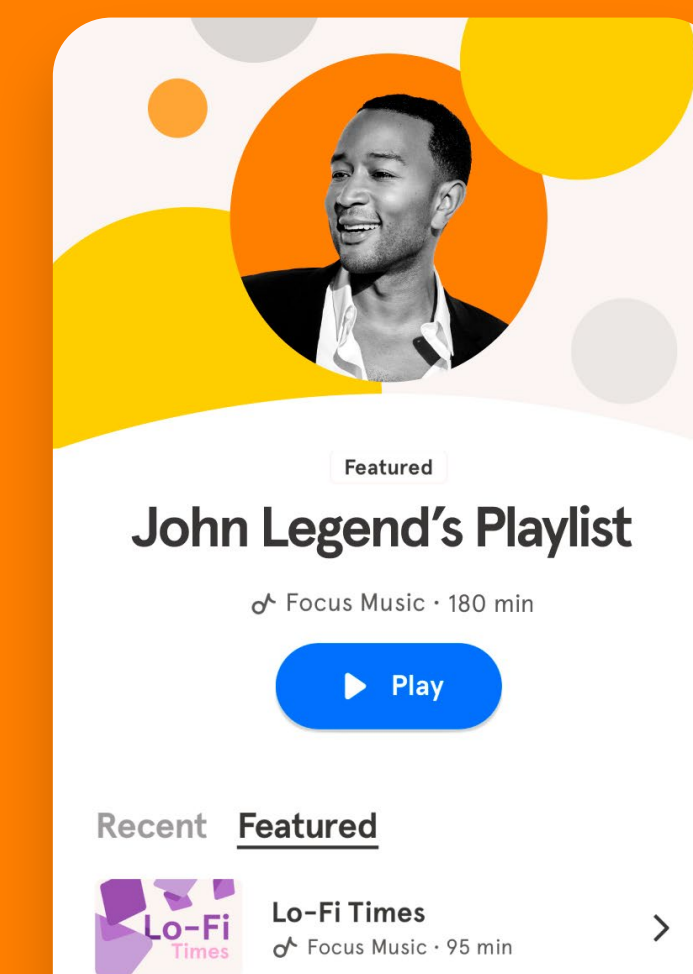 Featured
John Legend’s Playlist
Focus Music · 180 min
Play
Recent Featured
Lo-Fi
Times
Lo-Fi Times
Focus Music · 95 min